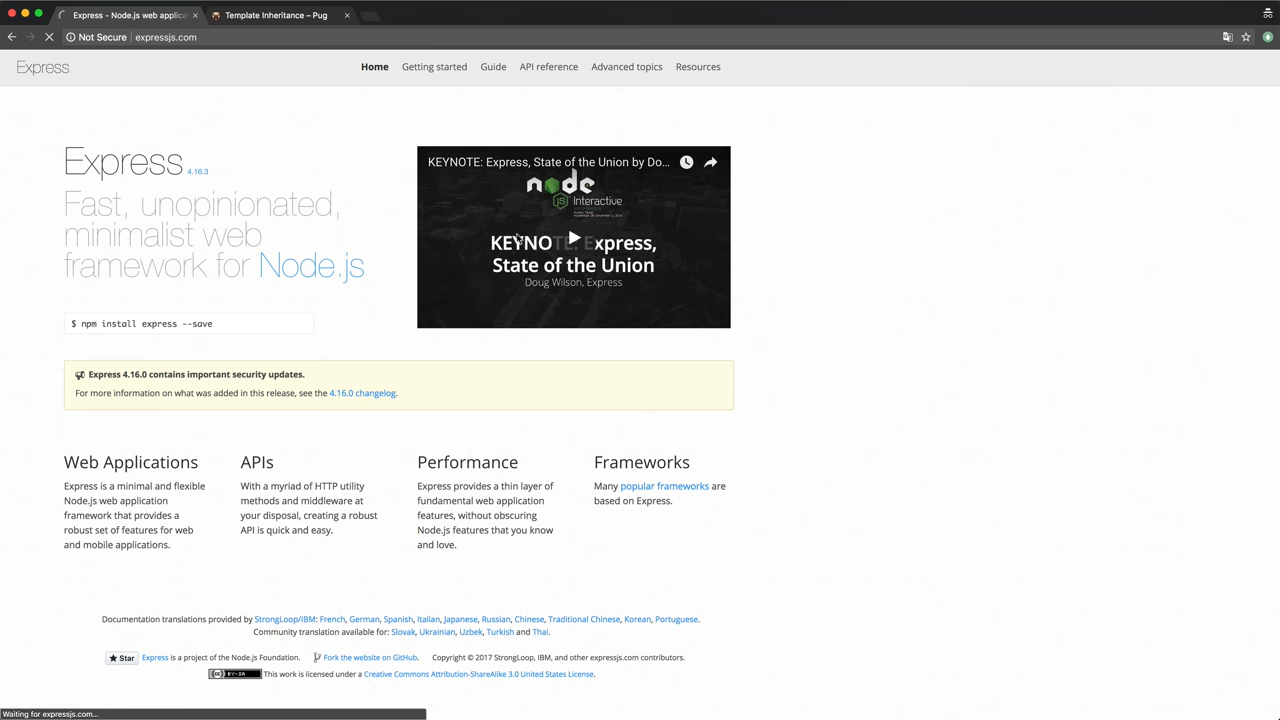 Express - Node.js web applica
Template Inheritance – Pug
Not Secure | expressjs.com
Express
Home Getting started Guide API reference Advanced topics Resources
Express 4.16.3
Fast, unopinionated,
minimalist web
framework for Node.js
$ npm install express --save
KEYNOTE: Express, State of the Union by Do...
node
JS Interactive
KEYNOTE: Express,
State of the Union
Doug Wilson, Express
Express 4.16.0 contains important security updates.
For more information on what was added in this release, see the 4.16.0 changelog.
Web Applications
Express is a minimal and flexible
Node.js web application
framework that provides a
robust set of features for web
and mobile applications.
APIs
With a myriad of HTTP utility
methods and middleware at
your disposal, creating a robust
API is quick and easy.
Performance
Express provides a thin layer of
fundamental web application
features, without obscuring
Node.js features that you know
and love.
Frameworks
Many popular frameworks are
based on Express.
Documentation translations provided by StrongLoop/IBM: French, German, Spanish, Italian, Japanese, Russian, Chinese, Traditional Chinese, Korean, Portuguese.
Community translation available for: Slovak, Ukrainian, Uzbek, Turkish and Thai.
Star
Express is a project of the Node.js Foundation.
Fork the website on GitHub.
Copyright © 2017 StrongLoop, IBM, and other expressjs.com contributors.
cc BY-SA This work is licensed under a Creative Commons Attribution-ShareAlike 3.0 United States License.
Waiting for expressjs.com...